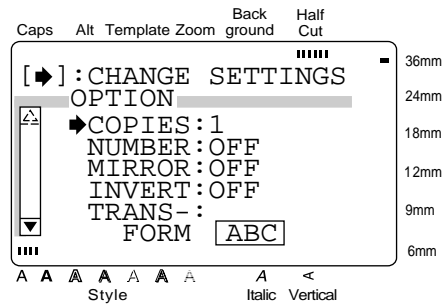 Back Half
Caps Alt Template Zoom ground Cut
[➡]:CHANGE SETTINGS
36mm
OPTION
24mm
➡COPIES:1
18mm
NUMBER:OFF
MIRROR:OFF
12mm
INVERT:OFF
TRANS-:
9mm
FORM ABC
6mm
A A A A A A A A A
Style Italic Vertical